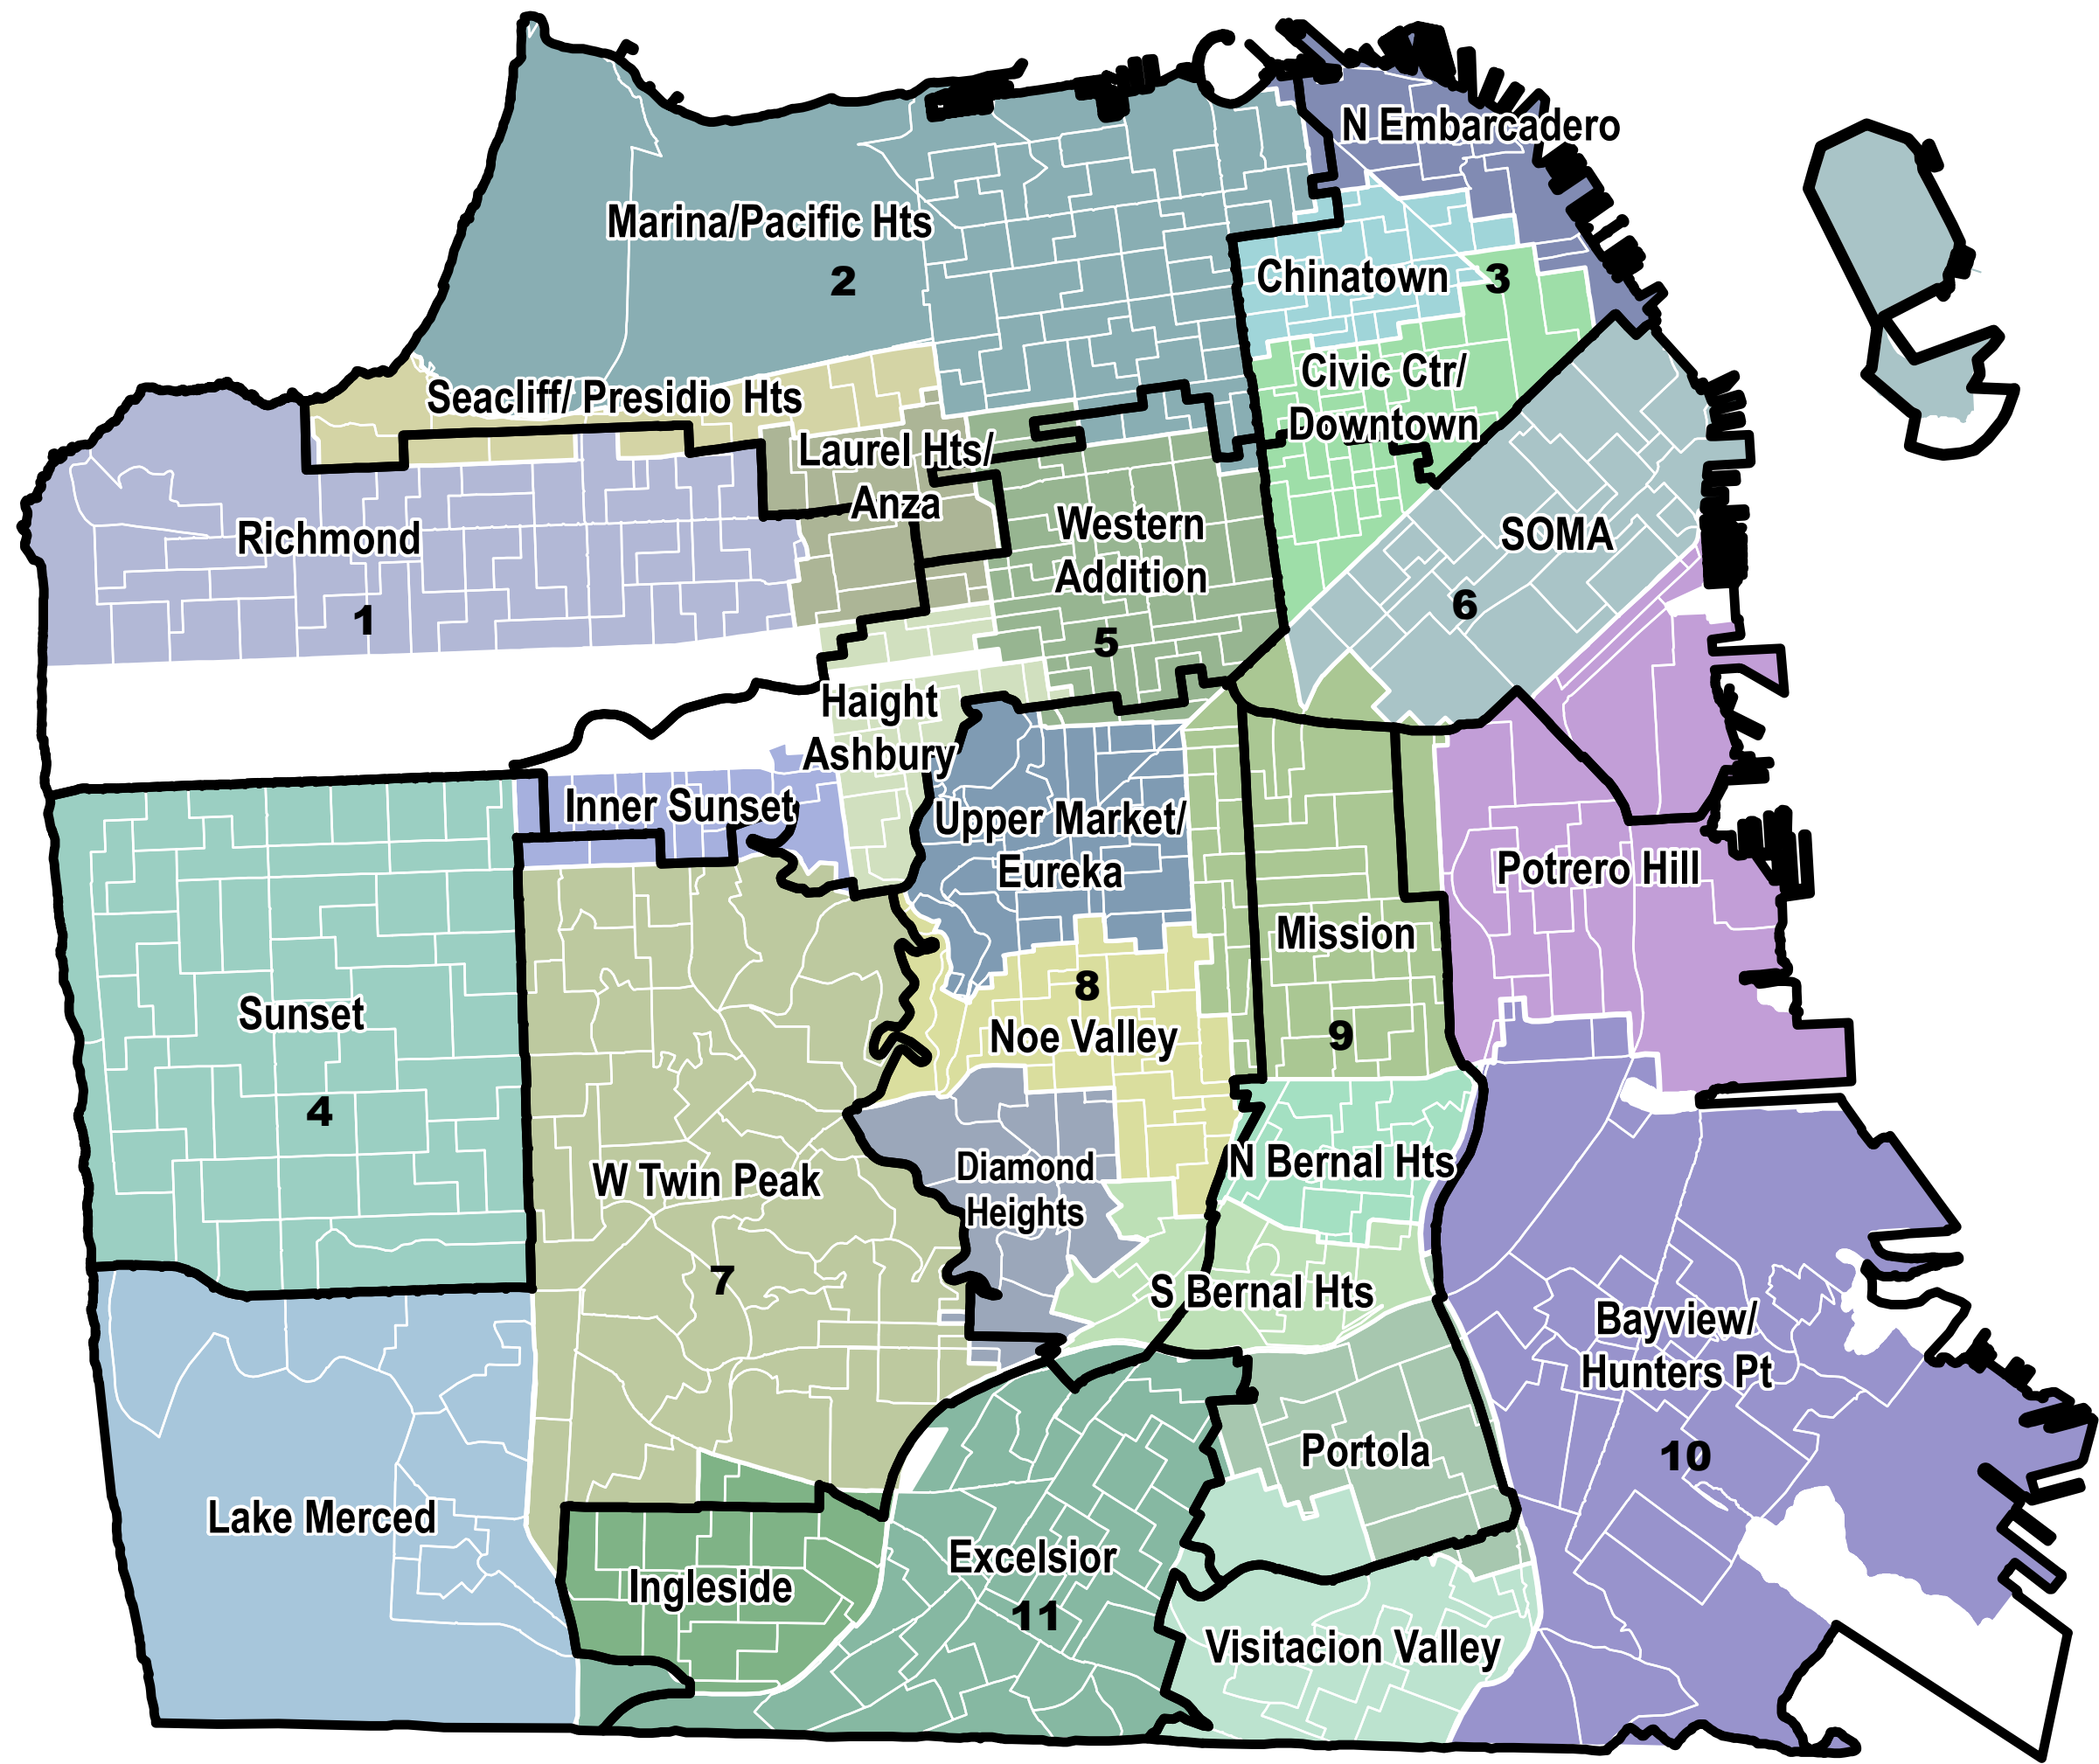 N Embarcadero
Marina/Pacific Hts
2
Chinatown
3
Civic Ctr/
Downtown
Seacliff/ Presidio Hts
Laurel Hts/
Anza
Richmond
1
Western
Addition
5
SOMA
6
Haight
Ashbury
Inner Sunset
Upper Market/
Eureka
Potrero Hill
Mission
9
8
Noe Valley
Sunset
4
W Twin Peak
7
Diamond
Heights
N Bernal Hts
S Bernal Hts
Bayview/
Hunters Pt
10
Portola
Lake Merced
Ingleside
Excelsior
11
Visitacion Valley